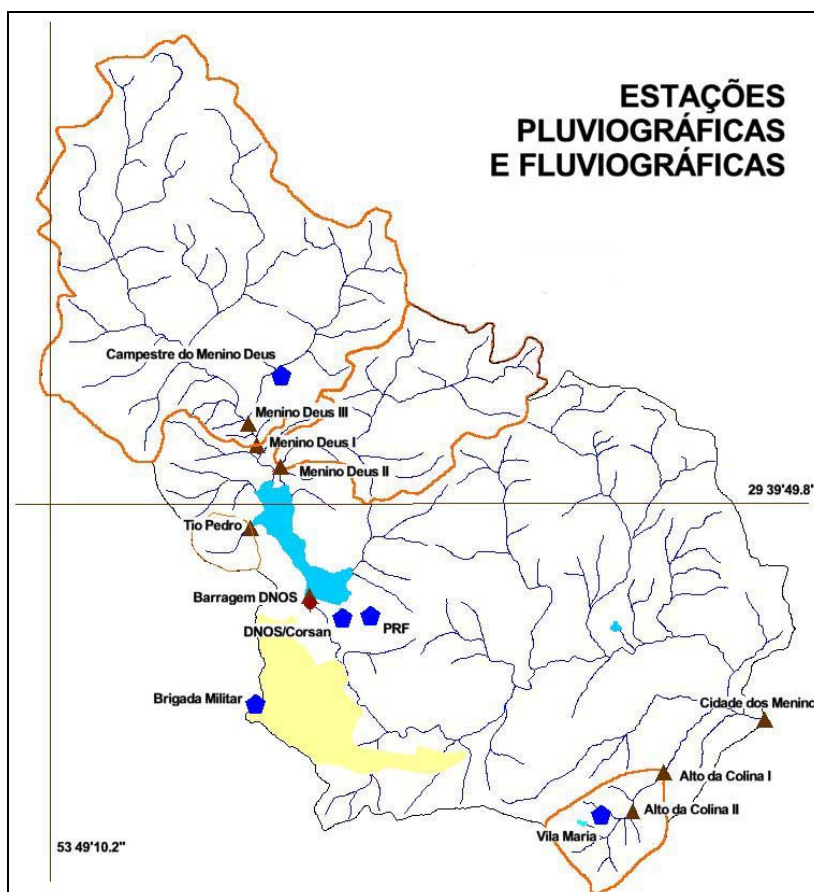 ESTAÇÕES
PLUVIOGRÁFICAS
E FLUVIOGRÁFICAS
Campestre do Menino Deus
Menino Deus III
Menino Deus I
Menino Deus II
29 39'49.8"
Tio Pedro
Barragem DNOS
DNOS/Corsan
PRF
Brigada Militar
Cidade dos Menino
Alto da Colina I
Alto da Colina II
Vila Maria
53 49'10.2"